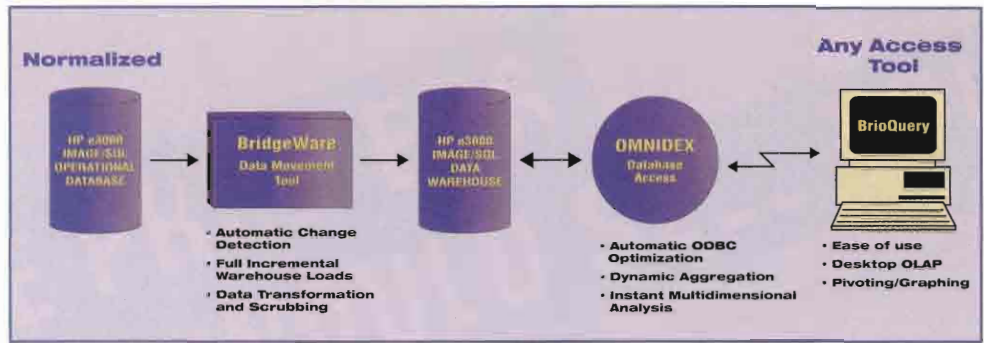 Normalized
HP e3000
IMAGE/SQL
OPERATIONAL
DATABASE
BridgeWare
Data Movement
Tool
• Automatic Change
Detection
• Full Incremental
Warehouse Loads
• Data Transformation
and Scrubbing
HP e3000
IMAGE/SQL
DATA
WAREHOUSE
OMNIDEX
Database
Access
• Automatic ODBC
Optimization
• Dynamic Aggregation
• Instant Multidimensional
Analysis
Any Access
Tool
BrioQuery
• Ease of use
• Desktop OLAP
• Pivoting/Graphing